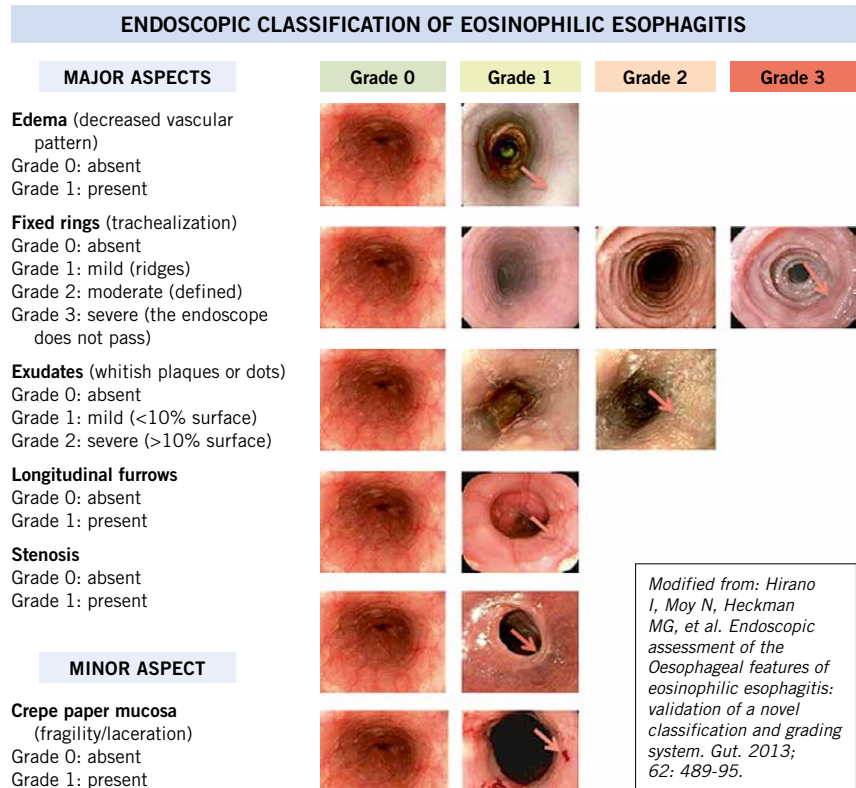 ENDOSCOPIC CLASSIFICATION OF EOSINOPHILIC ESOPHAGITIS
MAJOR ASPECTS
Grade 0
Grade 1
Grade 2
Grade 3
Edema (decreased vascular
pattern)
Grade 0: absent
Grade 1: present
Fixed rings (trachealization)
Grade 0: absent
Grade 1: mild (ridges)
Grade 2: moderate (defined)
Grade 3: severe (the endoscope
does not pass)
Exudates (whitish plaques or dots)
Grade 0: absent
Grade 1: mild (<10% surface)
Grade 2: severe (>10% surface)
Longitudinal furrows
Grade 0: absent
Grade 1: present
Stenosis
Grade 0: absent
Grade 1: present
MINOR ASPECT
Crepe paper mucosa
(fragility/laceration)
Grade 0: absent
Grade 1: present
Modified from: Hirano
I, Moy N, Heckman
MG, et al. Endoscopic
assessment of the
Oesophageal features of
eosinophilic esophagitis:
validation of a novel
classification and grading
system. Gut. 2013;
62: 489-95.